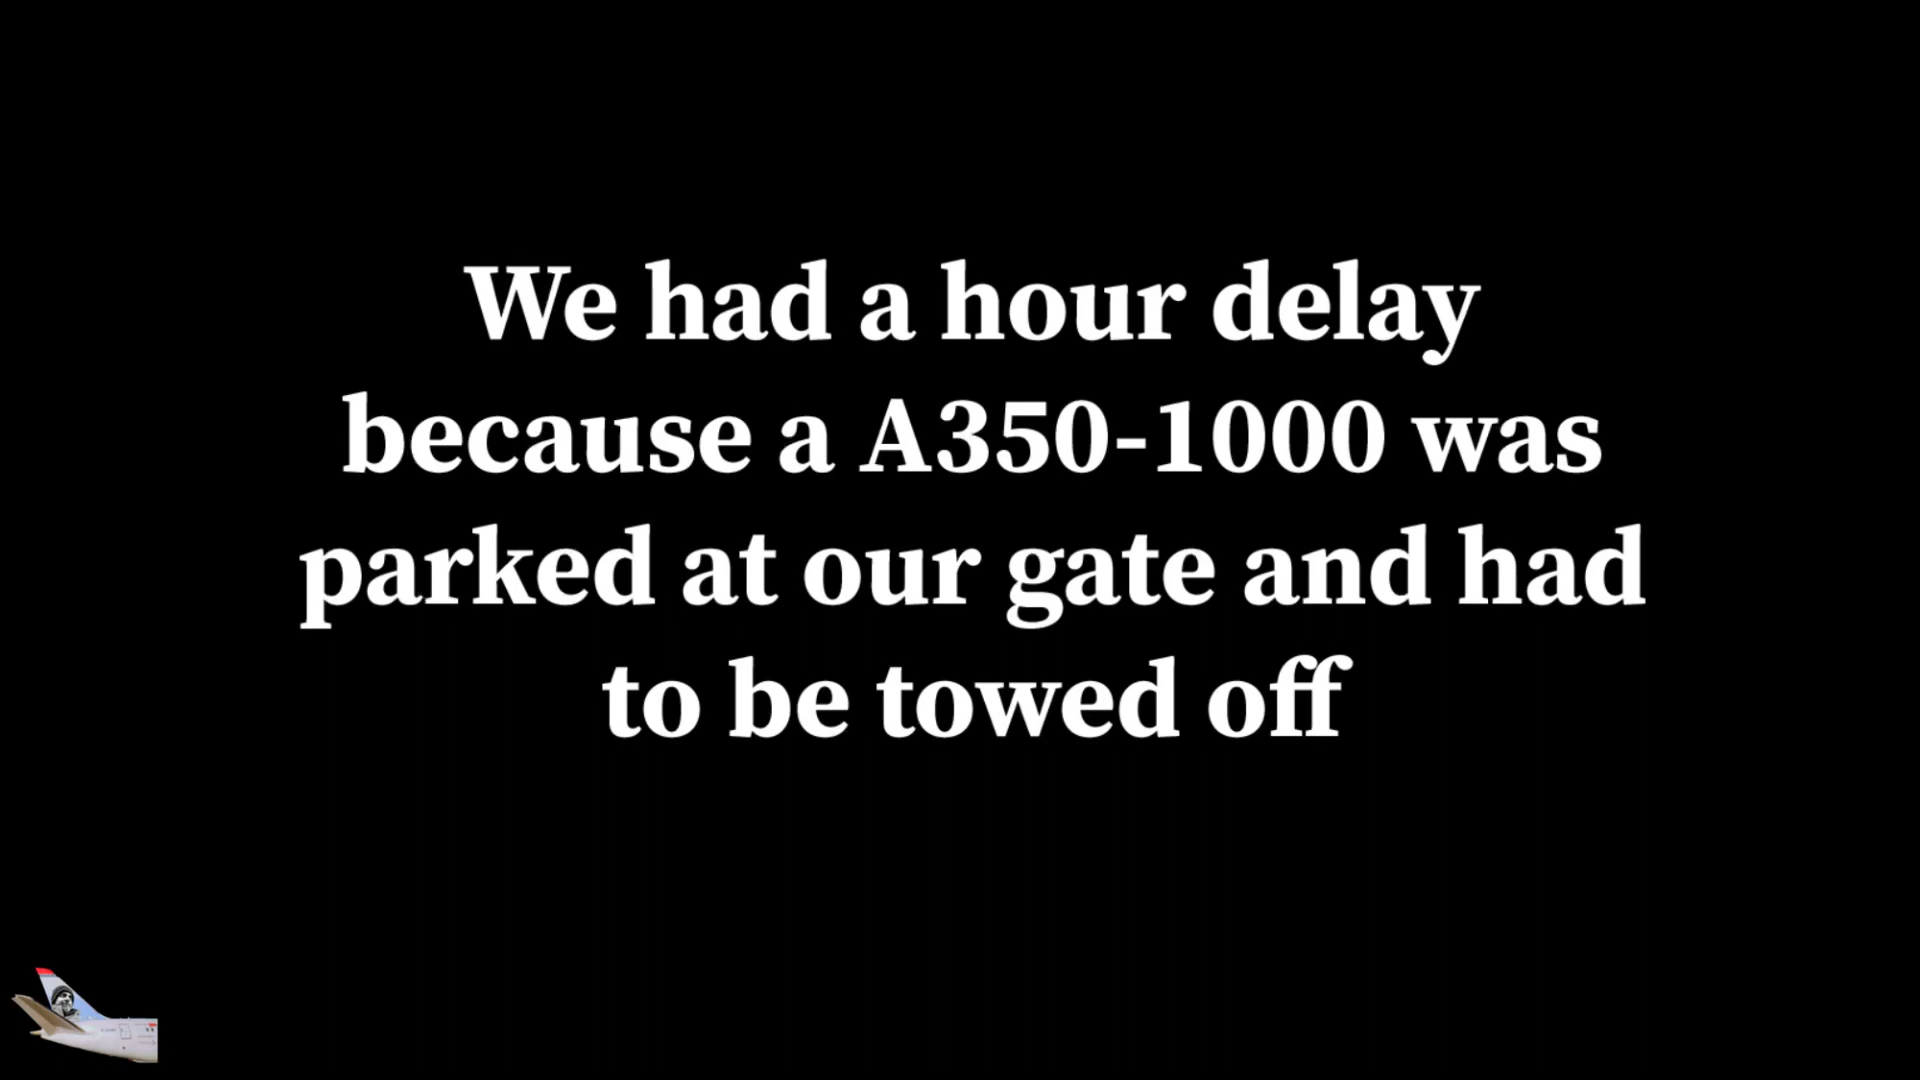 We had a hour delay
because a A350-1000 was
parked at our gate and had
to be towed off